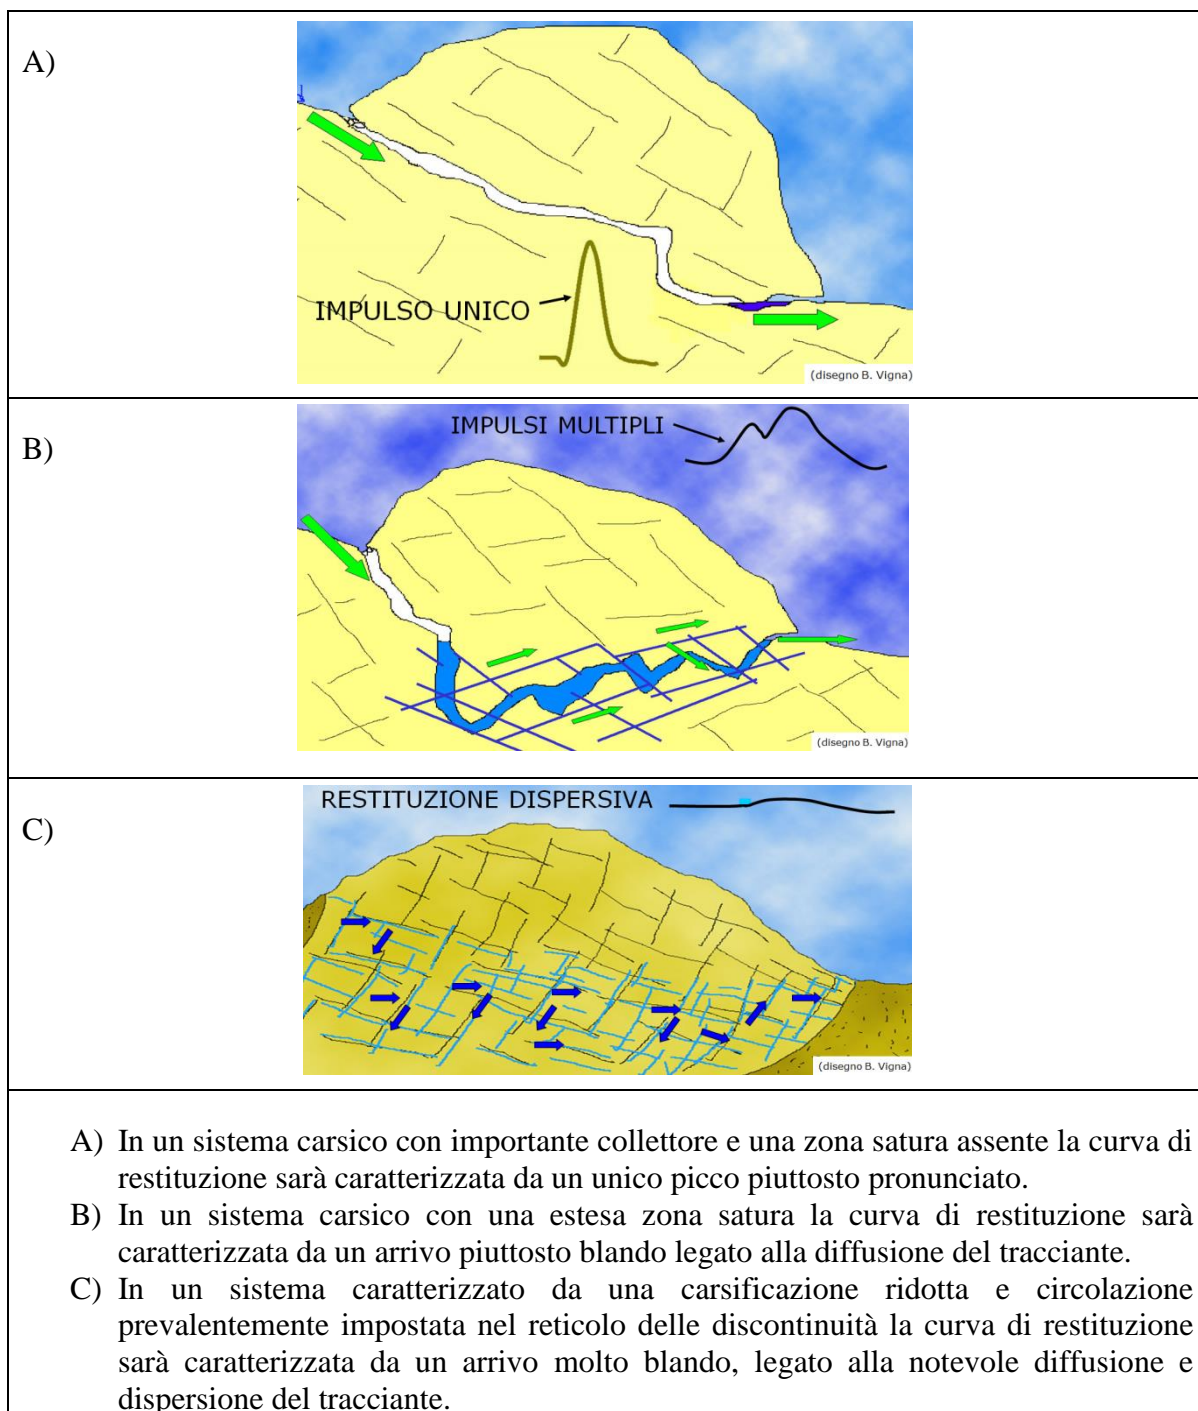 A)
IMPULSO UNICO
(disegno B. Vigna)
B)
IMPULSI MULTIPLI
(disegno B. Vigna)
C)
RESTITUZIONE DISPERSIVA
(disegno B. Vigna)
A) In un sistema carsico con importante collettore e una zona satura assente la curva di
restituzione sarà caratterizzata da un unico picco piuttosto pronunciato.
B) In un sistema carsico con una estesa zona satura la curva di restituzione sarà
caratterizzata da un arrivo piuttosto blando legato alla diffusione del tracciante.
C) In un sistema caratterizzato da una carsificazione ridotta e circolazione
prevalentemente impostata nel reticolo delle discontinuità la curva di restituzione
sarà caratterizzata da un arrivo molto blando, legato alla notevole diffusione e
dispersione del tracciante.